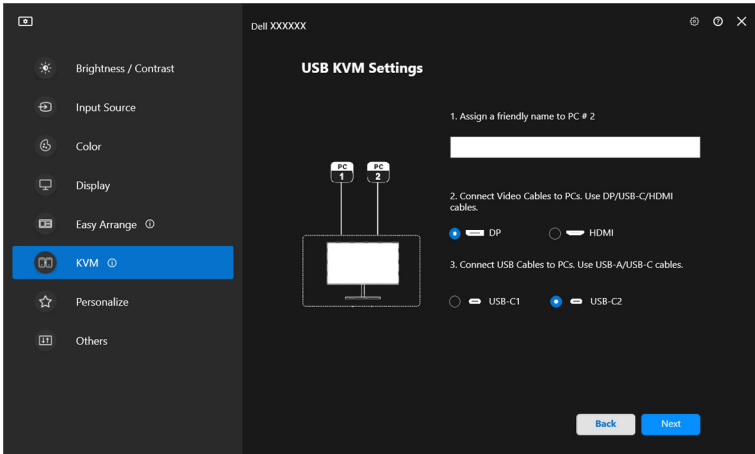 Dell XXXXXX
Brightness / Contrast
Input Source
Color
Display
Easy Arrange
KVM
Personalize
Others
USB KVM Settings
PC
1
PC
2
1. Assign a friendly name to PC # 2
2. Connect Video Cables to PCs. Use DP/USB-C/HDMI
cables.
DP
HDMI
3. Connect USB Cables to PCs. Use USB-A/USB-C cables.
USB-C1
USB-C2
Back
Next